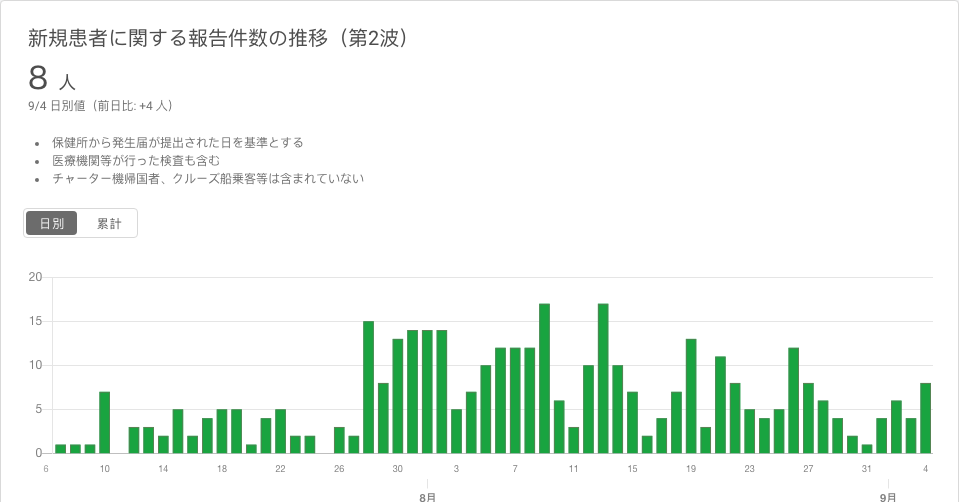 新規患者に関する報告件数の推移（第2波）
8 人
9/4 日別値（前日比: +4 人）
保健所から発生届が提出された日を基準とする
医療機関等が行った検査も含む
チャーター機帰国者、クルーズ船乗客等は含まれていない
日別 累計
20
15
10
5
0
6 10 14 18 22 26 30 3 7 11 15 19 23 27 31 4
8月 9月